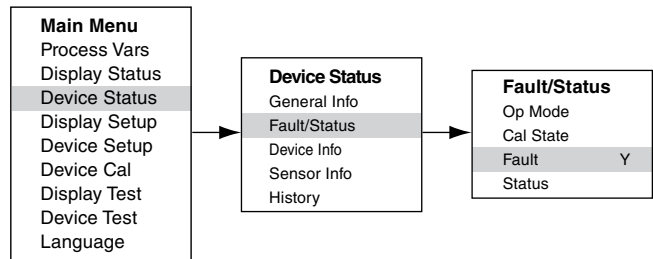 Main Menu
Process Vars
Display Status
Device Status
Display Setup
Device Setup
Device Cal
Display Test
Device Test
Language
Device Status
General Info
Fault/Status
Device Info
Sensor Info
History
Fault/Status
Op Mode
Cal State
Fault Y
Status